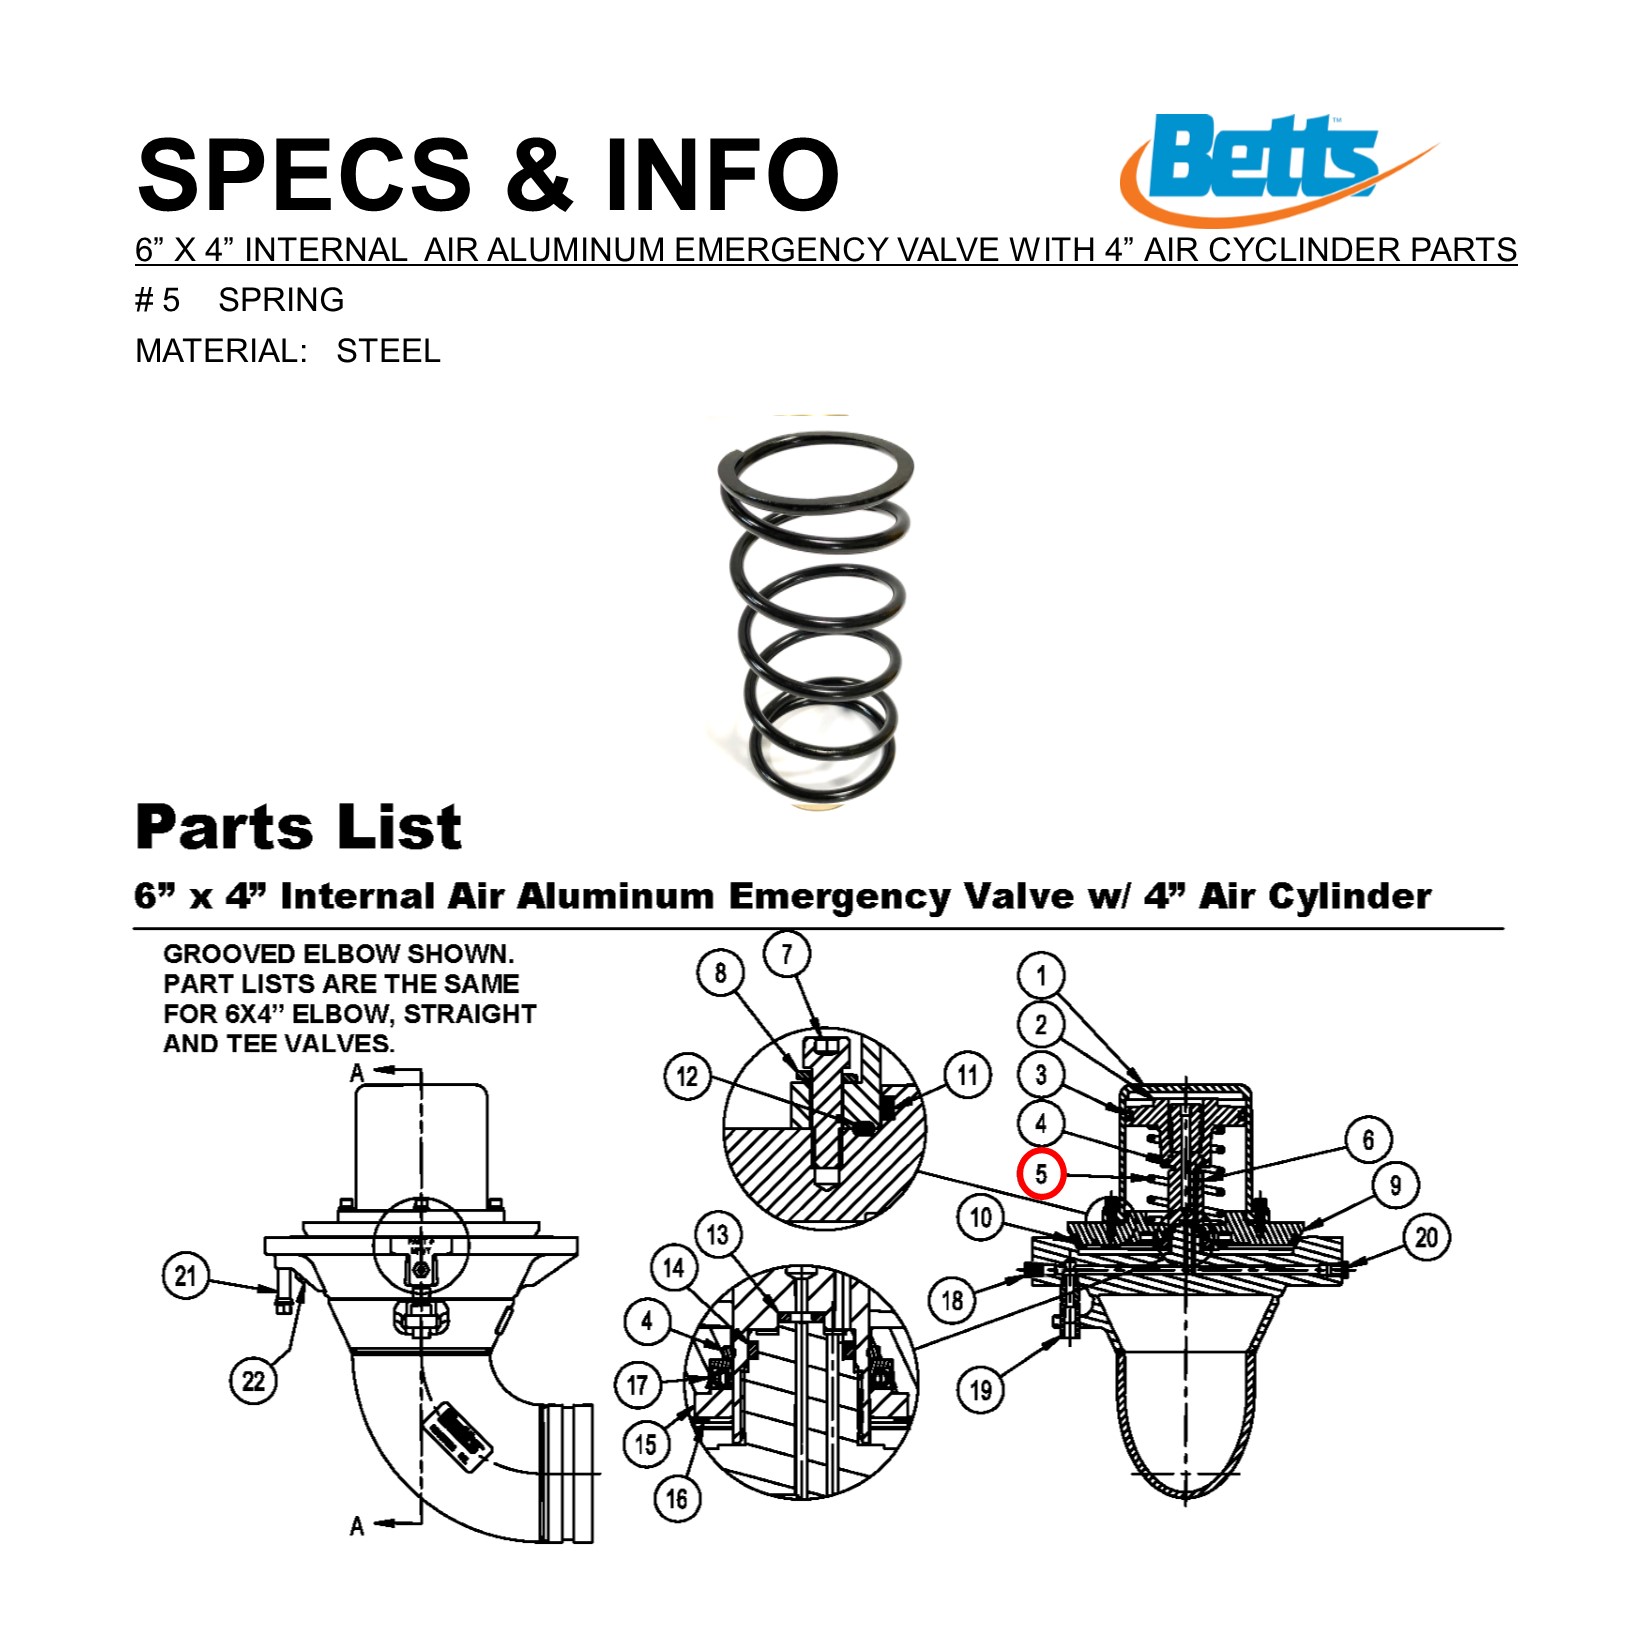 SPECS & INFO
Betts™
6” X 4” INTERNAL AIR ALUMINUM EMERGENCY VALVE WITH 4” AIR CYCLINDER PARTS
# 5 SPRING
MATERIAL: STEEL
Parts List
6” x 4” Internal Air Aluminum Emergency Valve w/ 4” Air Cylinder
GROOVED ELBOW SHOWN.
PART LISTS ARE THE SAME
FOR 6X4” ELBOW, STRAIGHT
AND TEE VALVES.
A
A
21
22
7
8
12
11
13
14
4
17
15
16
1
2
3
4
5
6
9
10
20
18
19